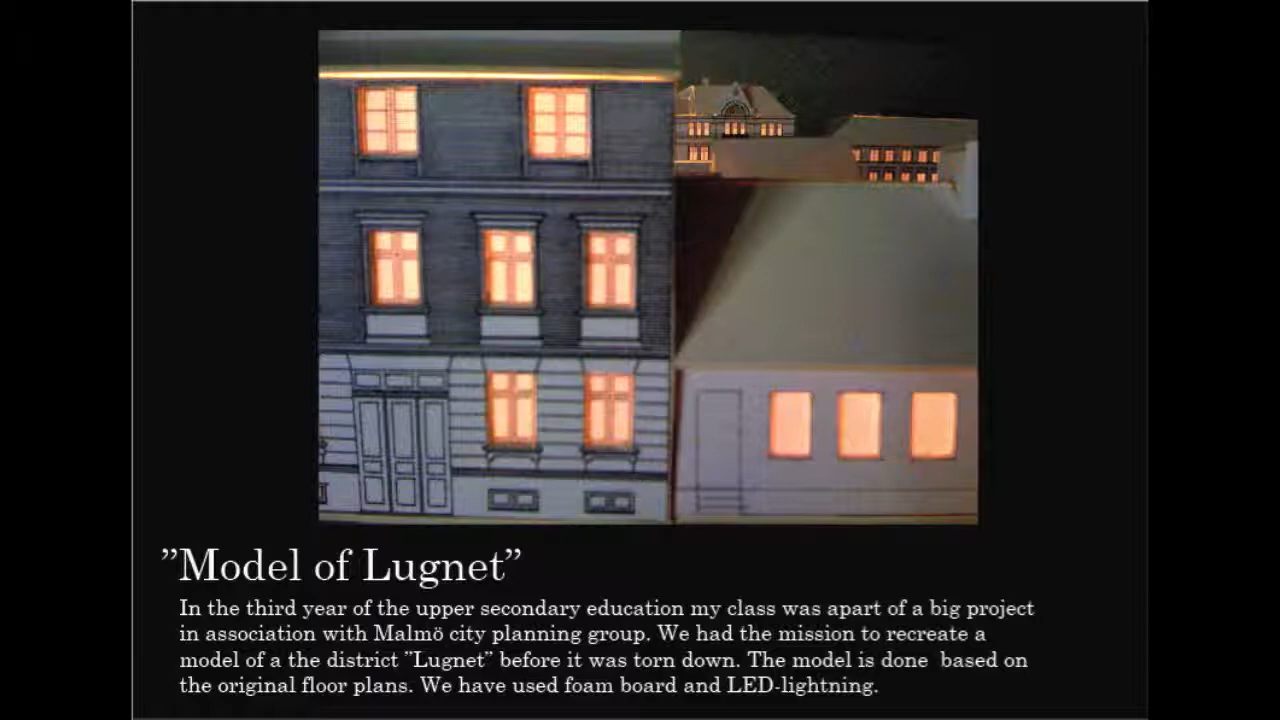 ”Model of Lugnet”
In the third year of the upper secondary education my class was apart of a big project
in association with Malmö city planning group. We had the mission to recreate a
model of a the district ”Lugnet” before it was torn down. The model is done  based on
the original floor plans. We have used foam board and LED-lightning.